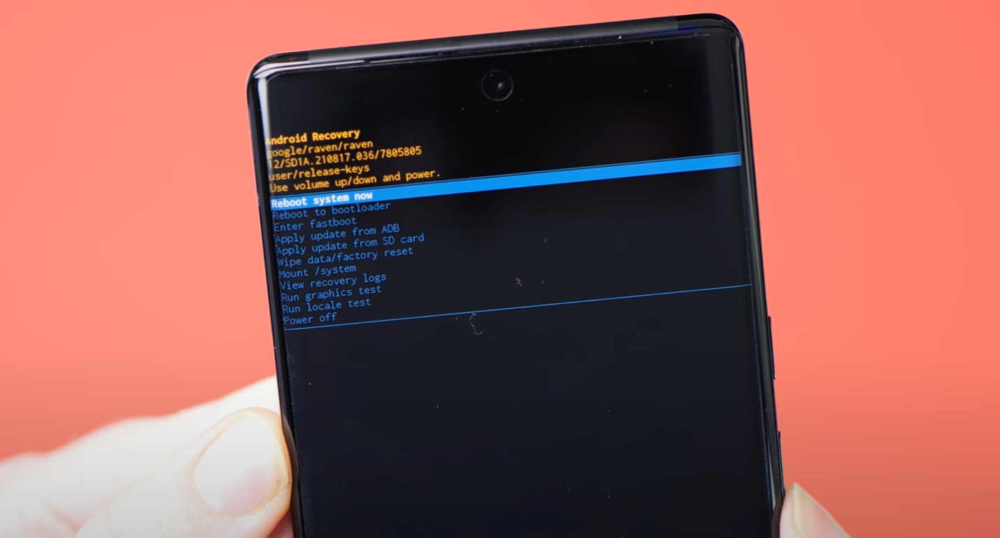 Android Recovery
google/raven/raven
12/SD1A.210817.036/7805805
user/release-keys
Use volume up/down and power.
Reboot system now
Reboot to bootloader
Enter fastboot
Apply update from ADB
Apply update from SD card
Wipe data/factory reset
Mount /system
View recovery logs
Run graphics test
Run locale test
Power off